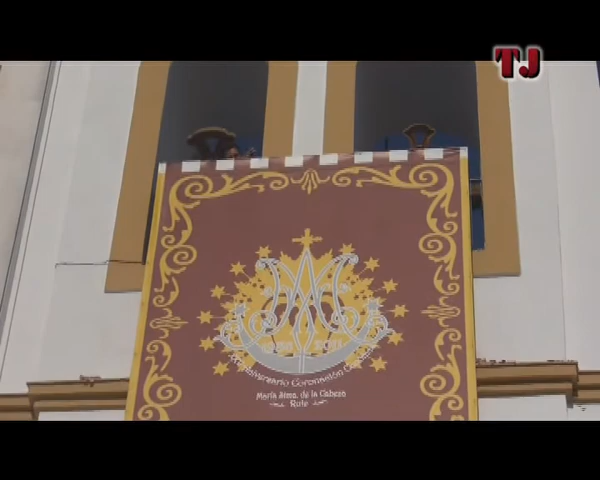 TJ
Aniversario Coronación
María Stma. de la Cabeza
Rute